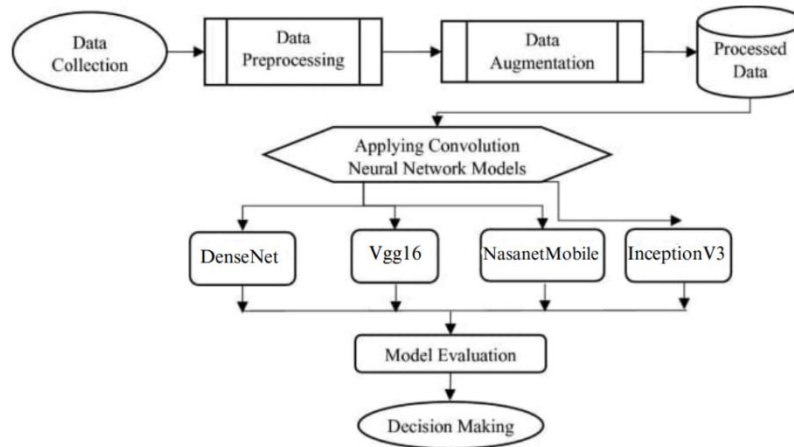 Data
Collection
Data
Preprocessing
Data
Augmentation
Processed
Data
Applying Convolution
Neural Network Models
DenseNet
Vgg16
NasanetMobile
InceptionV3
Model Evaluation
Decision Making